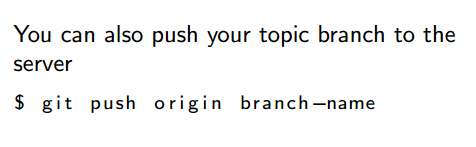 You can also push your topic branch to the
server
$ git push origin branch−name